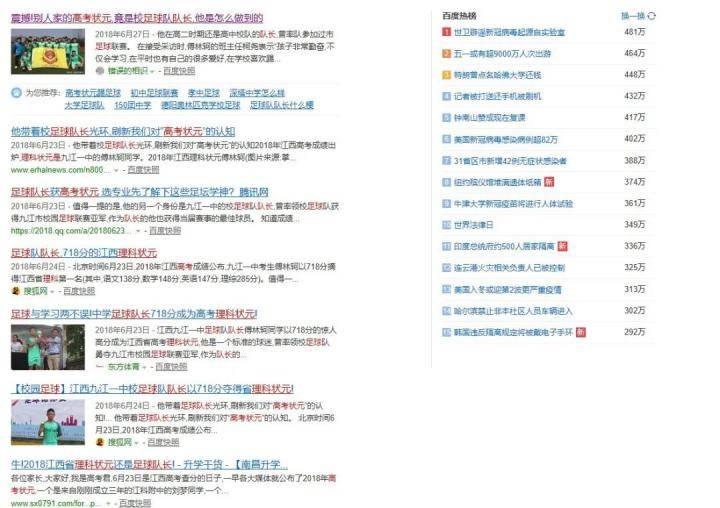 震撼!别人家的高考状元,竟是校足球队队长,他是怎么做到的
2018年6月27日 - 他在高二时期还是高中校队的队长,曾率队参加过市
足球联赛。 在接受采访时,傅林轲的班主任柯尧表示"孩子非常勤奋,不
仅会学习,在平时也有自己的很多爱好,在学校喜欢踢...
错误的相识 - 百度快照
为您推荐: 高考状元踢足球 初中足球联赛 李中足球 深塔中学怎么样
大学足球队 150团中学 德阳奥林匹克学校足球 足球队队长什么梗
他带着校足球队长光环,刷新我们对"高考状元"的认知
2018年6月23日 - 他带着校足球队长光环,刷新我们对"高考状元"的认知2018年江西高考成绩出
炉,理科状元是九江一中的傅林轲同学。2018年江西理科状元傅林轲(图片来源:掌...
www.erhainews.com/n800... - 百度快照
足球队长获高考状元 选专业先了解下这些足坛学神? 腾讯网
2018年6月23日 - 值得一提的是,他的另一个身份是九江一中的校足球队队长,曾率领校足球队获
得九江市校园足球联赛亚军,作为队长的他也获得当届赛事的最佳球员。 知道成绩...
https://2018.qq.com/a/20180623... - 百度快照
足球队队长,718分的江西理科状元
2018年6月24日 - 北京时间6月23日,2018年江西高考成绩公布,九江一中考生傅林轲以718分摘
得江西省理科第一名(其中,语文138分,数学148分,英语147分,理综285分)。值得一...
搜狐网 - 百度快照
足球与学习两不误!中学足球队长718分成为高考理科状元!
2018年6月23日 - 江西九江一中足球队队长傅林轲同学以718分的惊人
高分成为江西省高考理科状元,他是一个标准的球迷,曾率领校足球队
勇夺九江市校园足球联赛亚军,作为队长的...
东方体育 - 百度快照
【校园足球】江西九江一中校足球队队长以718分夺得省理科状元!
2018年6月24日 - 他带着足球队长光环,刷新我们对"高考状元"的认
知!... 他带着足球队长光环,刷新我们对"高考状元"的认知。 北京时间6
月23日,2018年江西高考成绩公布...
搜狐网 - 百度快照
牛!2018江西省理科状元还是足球队长! - 升学干货 - 【南昌升学...
各位家长,大家好,我是高考君,6月23日是江西高考查分的日子,一早各大媒体就公布了2018年高
考状元,一个是来自刚刚成立三年的江科附中的刘梦同学,一个...
www.sx0791.com/for...p... - 百度快照
百度热榜 换一换
1 世卫辟谣新冠病毒起源自实验室 481万
2 五一或有超9000万人次出游 464万
3 特朗普点名哈佛大学还钱 448万
4 记者被打送还手机被刷机 432万
5 钟南山赞成现在复课 417万
6 美国新冠病毒感染病例超82万 402万
7 31省区市新增42例无症状感染者 388万
8 纽约殡仪馆堆满遗体纸箱 新 374万
9 牛津大学新冠疫苗将进行人体试验 361万
10 世界法律日 349万
11 印度总统府约500人居家隔离 新 336万
12 连云港火灾相关负责人已被控制 325万
13 美国入冬或迎第2波更严重疫情 313万
14 哈尔滨禁止非本社区人员车辆进入 302万
15 韩国违反隔离规定将被戴电子手环 新 292万